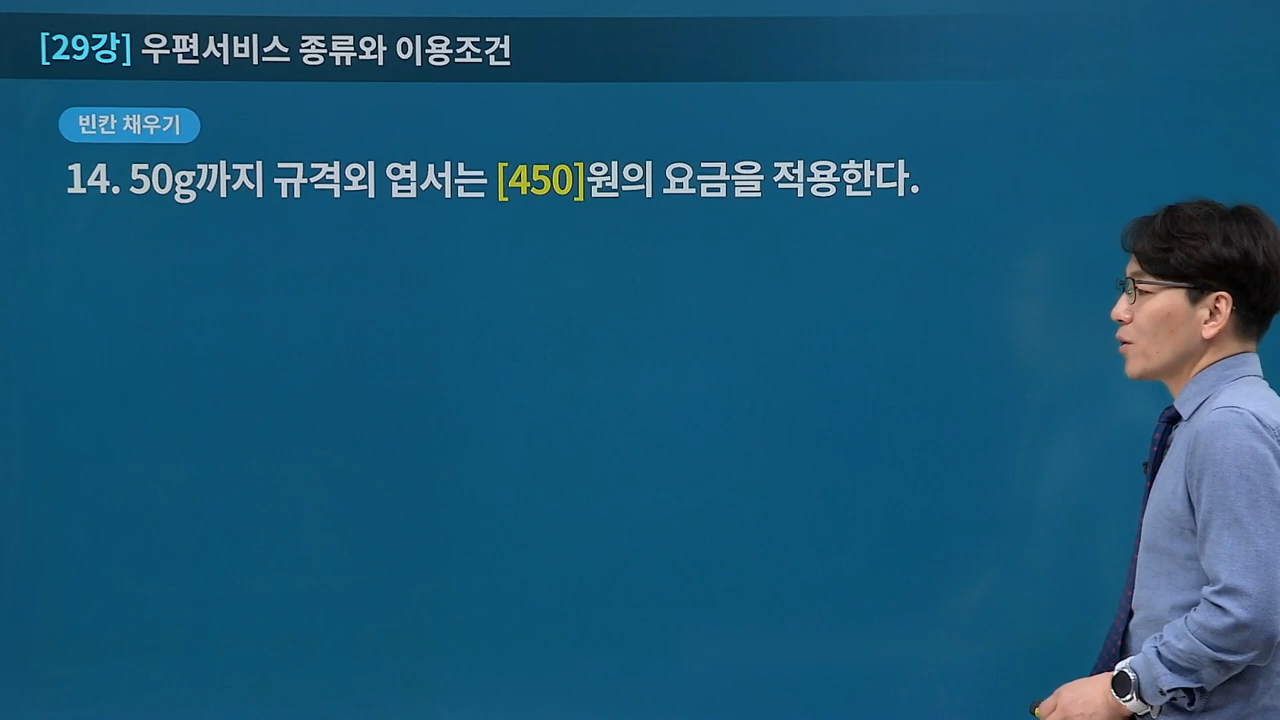 [29강] 우편서비스 종류와 이용조건
빈칸 채우기
14. 50g까지 규격외 엽서는 [450]원의 요금을 적용한다.